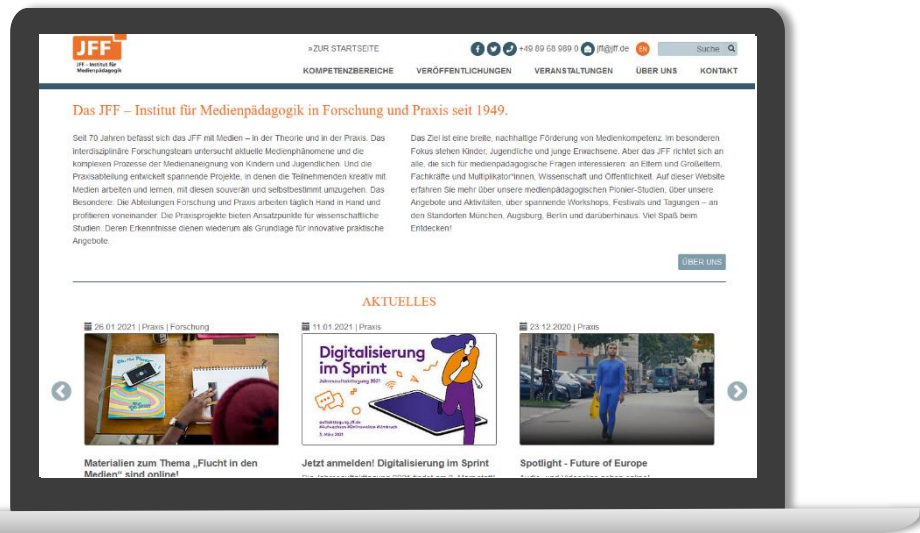 JFF
JFF – Institut für
Medienpädagogik
»ZUR STARTSEITE
+49 89 68 989 0
jff@jff.de
EN
Suche
KOMPETENZBEREICHE
VERÖFFENTLICHUNGEN
VERANSTALTUNGEN
ÜBER UNS
KONTAKT
Das JFF – Institut für Medienpädagogik in Forschung und Praxis seit 1949.
Seit 70 Jahren befasst sich das JFF mit Medien – in der Theorie und in der Praxis. Das
interdisziplinäre Forschungsteam untersucht aktuelle Medienphänomene und die
komplexen Prozesse der Medienaneignung von Kindern und Jugendlichen. Und die
Praxisabteilung entwickelt spannende Projekte, in denen die Teilnehmenden kreativ mit
Medien arbeiten und lernen, mit diesen souverän und selbstbestimmt umzugehen. Das
Besondere: Die Abteilungen Forschung und Praxis arbeiten täglich Hand in Hand und
profitieren voneinander. Die Praxisprojekte bieten Ansatzpunkte für wissenschaftliche
Studien. Deren Erkenntnisse dienen wiederum als Grundlage für innovative praktische
Angebote.
Das Ziel ist eine breite, nachhaltige Förderung von Medienkompetenz. Im besonderen
Fokus stehen Kinder, Jugendliche und junge Erwachsene. Aber das JFF richtet sich an
alle, die sich für medienpädagogische Fragen interessieren: an Eltern und Großeltern,
Fachkräfte und Multiplikator*innen, Wissenschaft und Öffentlichkeit. Auf dieser Website
erfahren Sie mehr über unsere medienpädagogischen Pionier-Studien, über unsere
Angebote und Aktivitäten, über spannende Workshops, Festivals und Tagungen – an
den Standorten München, Augsburg, Berlin und darüberhinaus. Viel Spaß beim
Entdecken!
ÜBER UNS
AKTUELLES
26.01.2021 | Praxis | Forschung
Materialien zum Thema „Flucht in den
Medien“ sind online!
11.01.2021 | Praxis
Digitalisierung
im Sprint
Jahresauftakttagung 2021
auftakttagung.jff.de
3. März 2021
Jetzt anmelden! Digitalisierung im Sprint
23.12.2020 | Praxis
Spotlight - Future of Europe